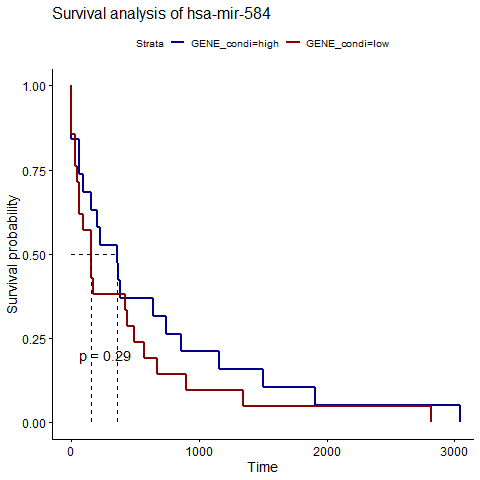 Survival analysis of hsa-mir-584
Strata GENE_condi=high GENE_condi=low
1.00
0.75
0.50
0.25
0.00
Survival probability
p = 0.29
0 1000 2000 3000
Time